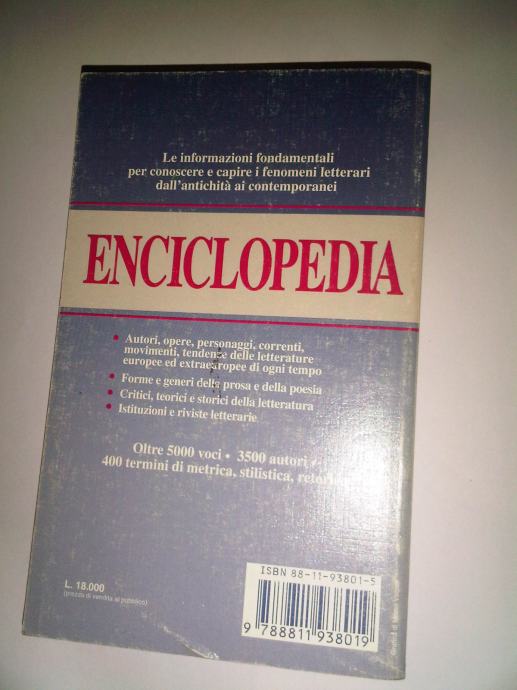 Le informazioni fondamentali
per conoscere e capire i fenomeni letterari
dall'antichità ai contemporanei
ENCICLOPEDIA
• Autori, opere, personaggi, correnti,
movimenti, tendenze delle letterature
europee ed extraeuropee di ogni tempo
• Forme e generi della prosa e della poesia
• Critici, teorici e storici della letteratura
• Istituzioni e riviste letterarie
Oltre 5000 voci • 3500 autori
400 termini di metrica, stilistica,
L. 18.000
(prezzo di vendita al pubblico)
ISBN 88-11-93801-5
9 788811 938019